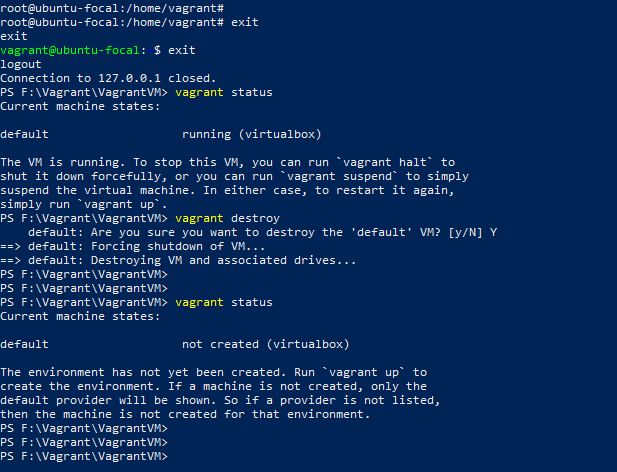 root@ubuntu-focal:/home/vagrant#
root@ubuntu-focal:/home/vagrant# exit
exit
vagrant@ubuntu-focal:~$ exit
logout
Connection to 127.0.0.1 closed.
PS F:\Vagrant\VagrantVM> vagrant status
Current machine states:

default                   running (virtualbox)

The VM is running. To stop this VM, you can run `vagrant halt` to
shut it down forcefully, or you can run `vagrant suspend` to simply
suspend the virtual machine. In either case, to restart it again,
simply run `vagrant up`.
PS F:\Vagrant\VagrantVM> vagrant destroy
    default: Are you sure you want to destroy the 'default' VM? [y/N] Y
==> default: Forcing shutdown of VM...
==> default: Destroying VM and associated drives...
PS F:\Vagrant\VagrantVM>
PS F:\Vagrant\VagrantVM>
PS F:\Vagrant\VagrantVM> vagrant status
Current machine states:

default                   not created (virtualbox)

The environment has not yet been created. Run `vagrant up` to
create the environment. If a machine is not created, only the
default provider will be shown. So if a provider is not listed,
then the machine is not created for that environment.
PS F:\Vagrant\VagrantVM>
PS F:\Vagrant\VagrantVM>
PS F:\Vagrant\VagrantVM>